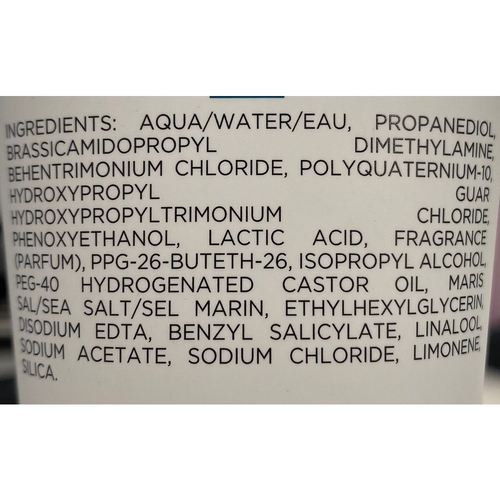 INGREDIENTS: AQUA/WATER/EAU, PROPANEDIOL,
BRASSICAMIDOPROPYL DIMETHYLAMINE,
BEHENTRIMONIUM CHLORIDE, POLYQUATERNIUM-10,
HYDROXYPROPYL GUAR
HYDROXYPROPYLTRIMONIUM CHLORIDE,
PHENOXYETHANOL, LACTIC ACID, FRAGRANCE
(PARFUM), PPG-26-BUTETH-26, ISOPROPYL ALCOHOL,
PEG-40 HYDROGENATED CASTOR OIL, MARIS
SAL/SEA SALT/SEL MARIN, ETHYLHEXYLGLYCERIN,
DISODIUM EDTA, BENZYL SALICYLATE, LINALOOL,
SODIUM ACETATE, SODIUM CHLORIDE, LIMONENE,
SILICA.